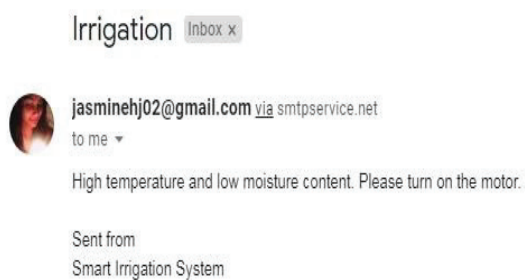 Irrigation Inbox x
jasminehj02@gmail.com via smtpservice.net
to me
High temperature and low moisture content. Please turn on the motor.
Sent from
Smart Irrigation System